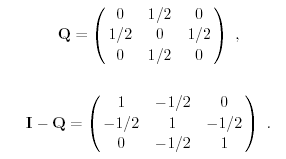 Q = ( 0 1/2 0
1/2 0 1/2
0 1/2 0 ) ,
I − Q = ( 1 −1/2 0
−1/2 1 −1/2
0 −1/2 1 ) .